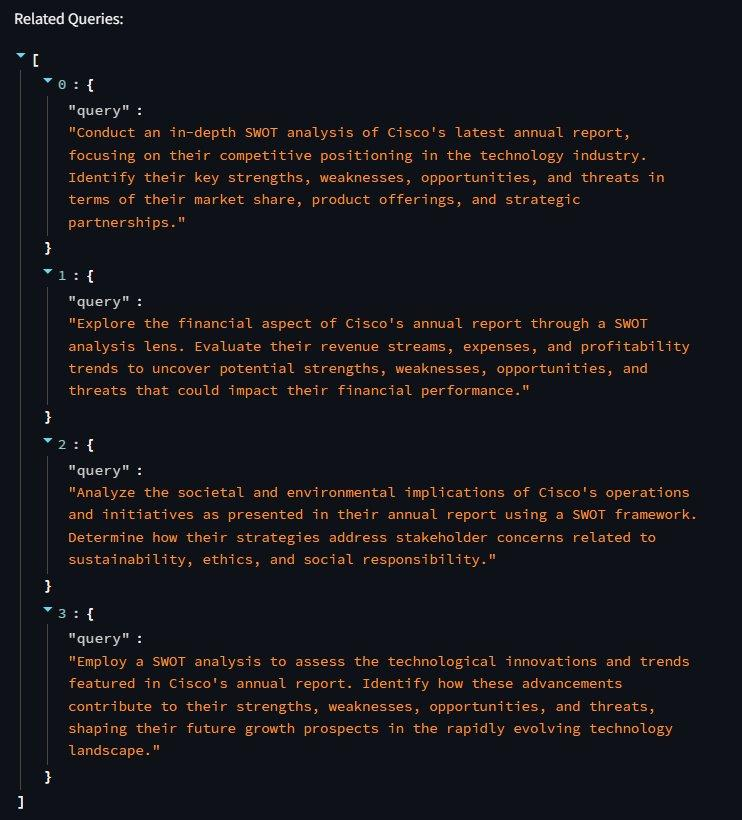 Related Queries:
[
0 : {
"query" :
"Conduct an in-depth SWOT analysis of Cisco's latest annual report,
focusing on their competitive positioning in the technology industry.
Identify their key strengths, weaknesses, opportunities, and threats in
terms of their market share, product offerings, and strategic
partnerships."
}
1 : {
"query" :
"Explore the financial aspect of Cisco's annual report through a SWOT
analysis lens. Evaluate their revenue streams, expenses, and profitability
trends to uncover potential strengths, weaknesses, opportunities, and
threats that could impact their financial performance."
}
2 : {
"query" :
"Analyze the societal and environmental implications of Cisco's operations
and initiatives as presented in their annual report using a SWOT framework.
Determine how their strategies address stakeholder concerns related to
sustainability, ethics, and social responsibility."
}
3 : {
"query" :
"Employ a SWOT analysis to assess the technological innovations and trends
featured in Cisco's annual report. Identify how these advancements
contribute to their strengths, weaknesses, opportunities, and threats,
shaping their future growth prospects in the rapidly evolving technology
landscape."
}
]